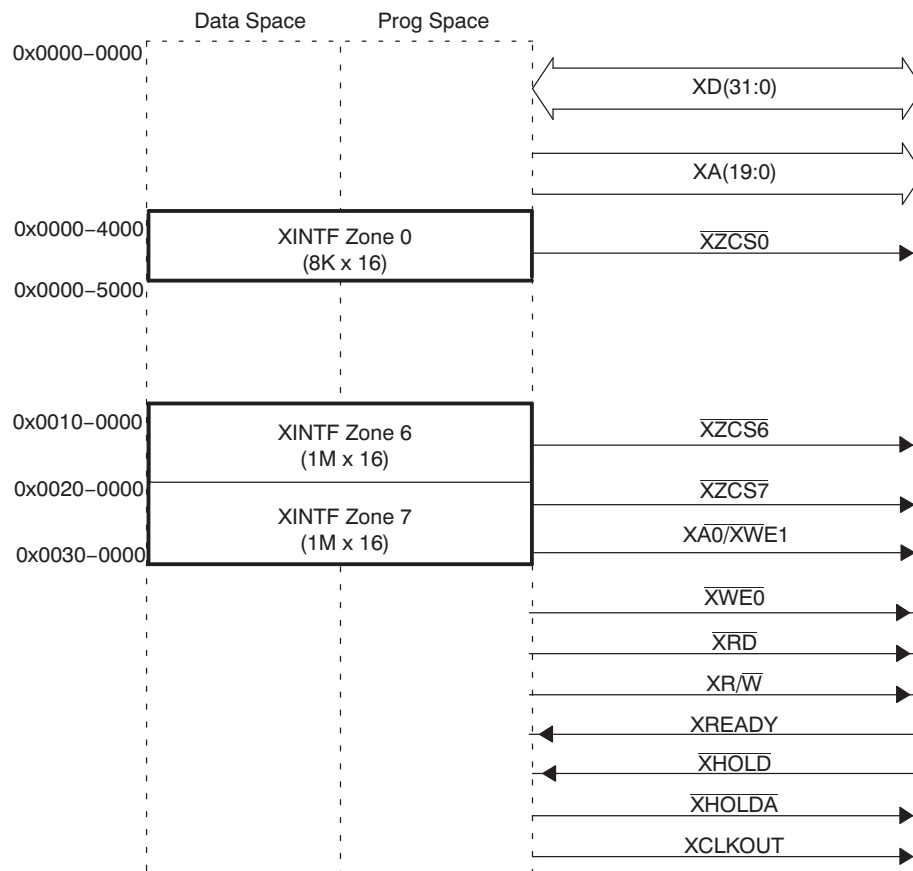 Data Space Prog Space
0x0000−0000
XD(31:0)
XA(19:0)
0x0000−4000
XINTF Zone 0
(8K x 16)
XZCS0
0x0000−5000
0x0010−0000
XINTF Zone 6
(1M x 16)
XZCS6
0x0020−0000
XZCS7
XINTF Zone 7
(1M x 16)
XA0/XWE1
0x0030−0000
XWE0
XRD
XR/W
XREADY
XHOLD
XHOLDA
XCLKOUT